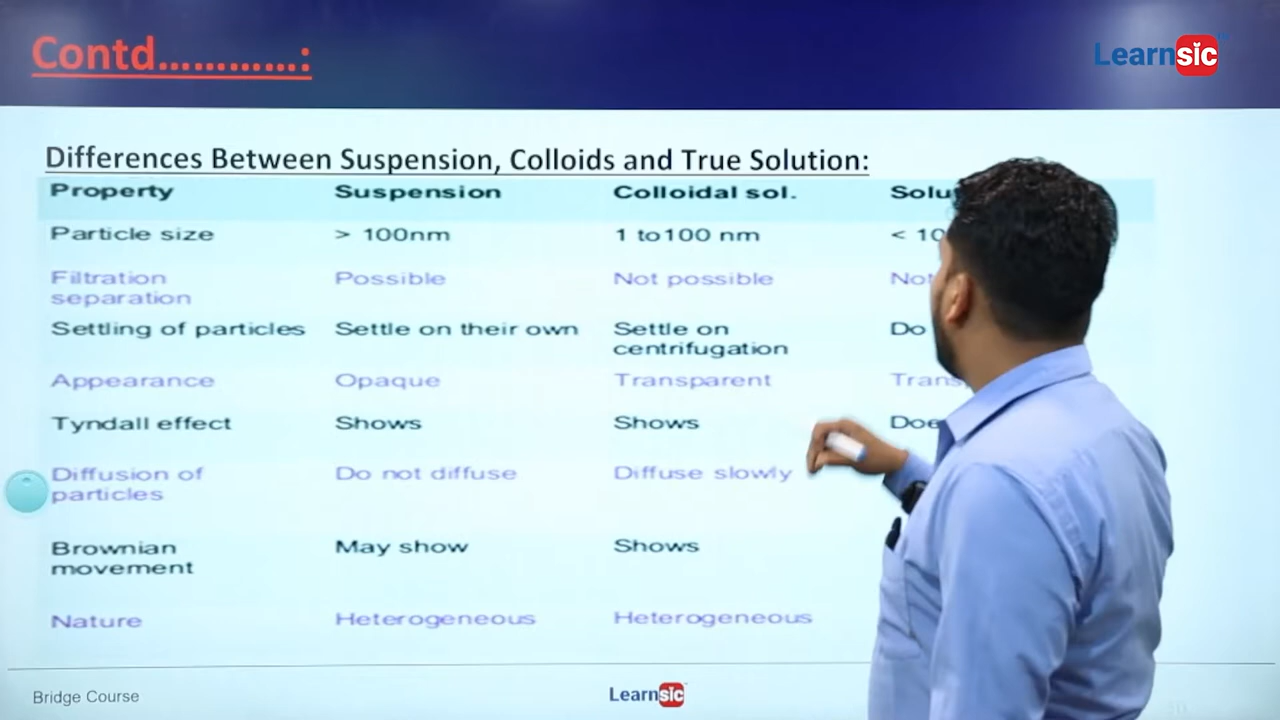 Contd…………:
Learnsic
Differences Between Suspension, Colloids and True Solution:
Property Suspension Colloidal sol.
Particle size > 100nm 1 to100 nm <
Filtration separation Possible Not possible
Settling of particles Settle on their own Settle on centrifugation Do
Appearance Opaque Transparent
Tyndall effect Shows Shows
Diffusion of particles Do not diffuse Diffuse slowly
Brownian movement May show Shows
Nature Heterogeneous Heterogeneous
Bridge Course
Learnsic